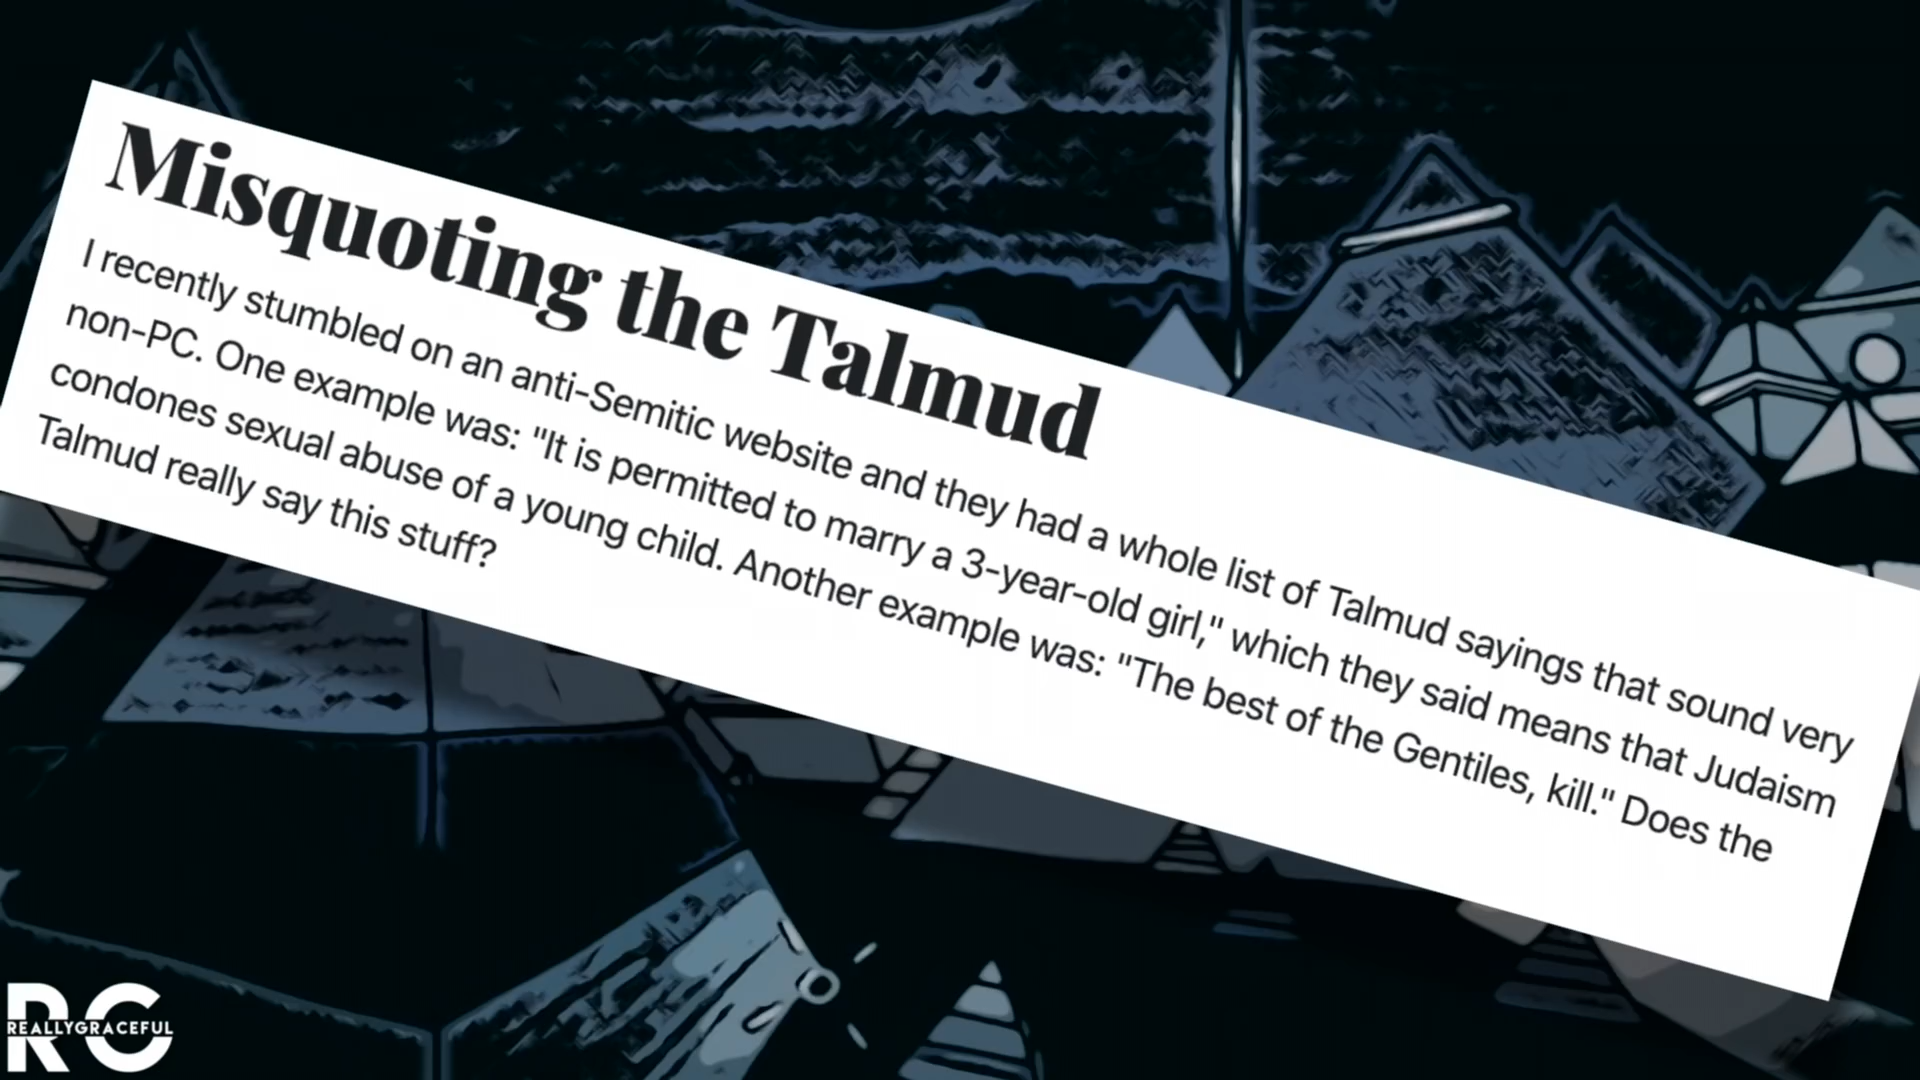 Misquoting the Talmud
I recently stumbled on an anti-Semitic website and they had a whole list of Talmud sayings that sound very
non-PC. One example was: "It is permitted to marry a 3-year-old girl," which they said means that Judaism
condones sexual abuse of a young child. Another example was: "The best of the Gentiles, kill." Does the
Talmud really say this stuff?
RG
REALLYGRACEFUL